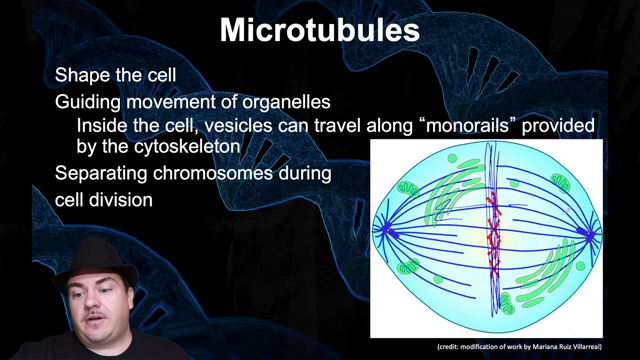 Microtubules
Shape the cell
Guiding movement of organelles
Inside the cell, vesicles can travel along “monorails” provided
by the cytoskeleton
Separating chromosomes during
cell division
(credit: modification of work by Mariana Ruiz Villarreal)